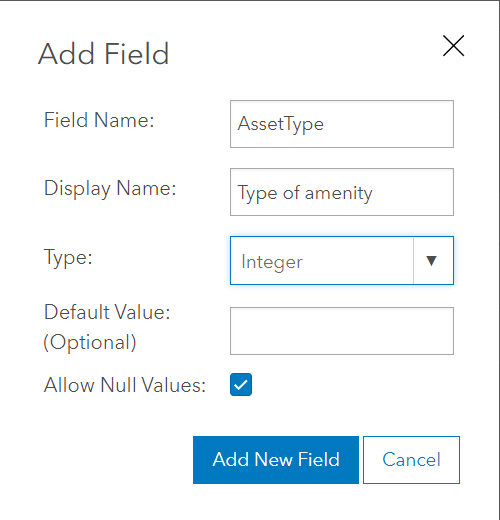 Add Field
Field Name: AssetType
Display Name: Type of amenity
Type: Integer
Default Value:
(Optional)
Allow Null Values:
Add New Field Cancel